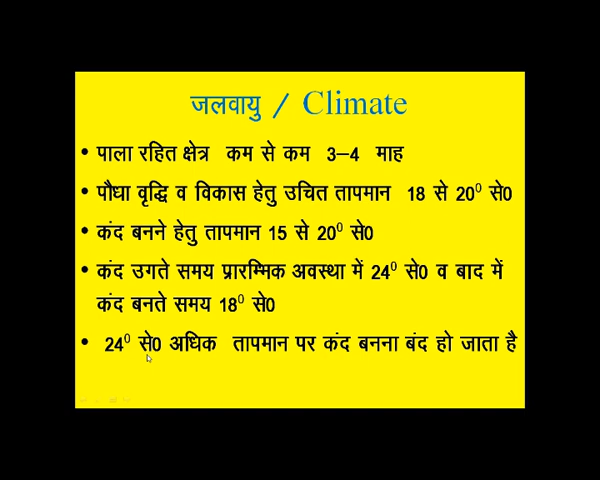 जलवायु / Climate
• पाला रहित क्षेत्र कम से कम 3–4 माह
• पौधा वृद्धि व विकास हेतु उचित तापमान 18 से 20⁰ से0
• कंद बनने हेतु तापमान 15 से 20⁰ से0
• कंद उगते समय प्रारम्भिक अवस्था में 24⁰ से0 व बाद में
कंद बनते समय 18⁰ से0
• 24⁰ से0 अधिक तापमान पर कंद बनना बंद हो जाता है